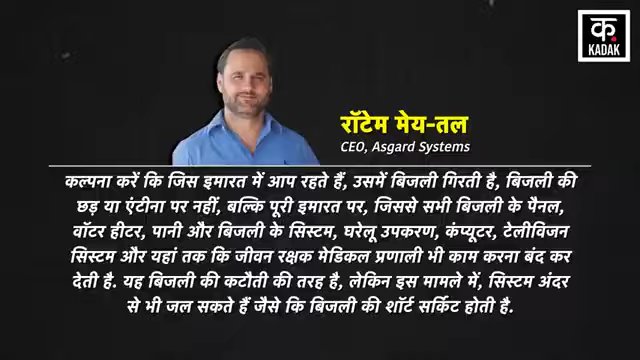 क
KADAK
रॉटेम मेय-तल
CEO, Asgard Systems
कल्पना करें कि जिस इमारत में आप रहते हैं, उसमें बिजली गिरती है, बिजली की
छड़ या एंटीना पर नहीं, बल्कि पूरी इमारत पर, जिससे सभी बिजली के पैनल,
वॉटर हीटर, पानी और बिजली के सिस्टम, घरेलू उपकरण, कंप्यूटर, टेलीविजन
सिस्टम और यहां तक कि जीवन रक्षक मेडिकल प्रणाली भी काम करना बंद कर
देती है. यह बिजली की कटौती की तरह है, लेकिन इस मामले में, सिस्टम अंदर
से भी जल सकते हैं जैसे कि बिजली की शॉर्ट सर्किट होती है.